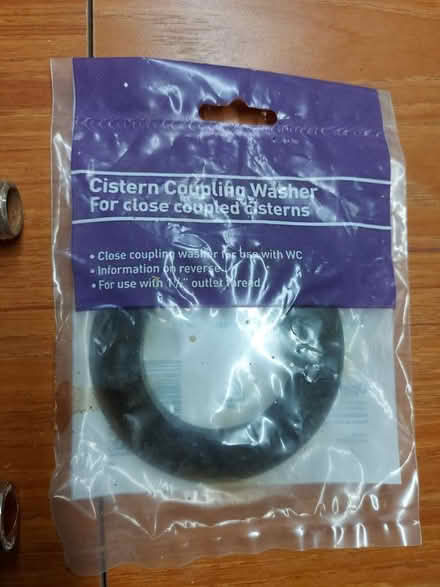 Cistern Coupling Washer
For close coupled cisterns
• Close coupling washer for use with WC
• Information on reverse
• For use with 1½" outlet thread